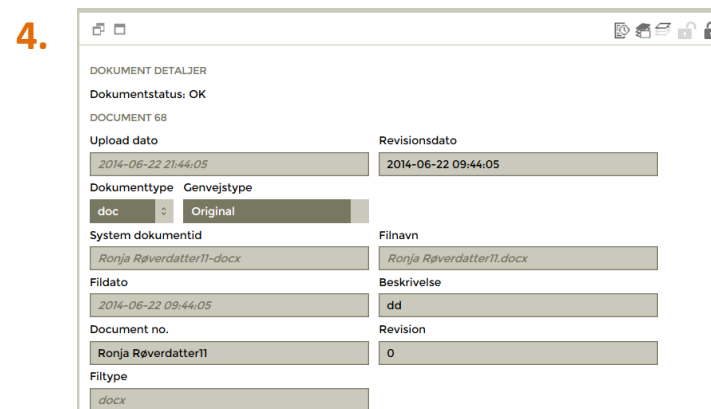 4.
DOKUMENT DETALJER
Dokumentstatus: OK
DOCUMENT 68
Upload dato Revisionsdato
2014-06-22 21:44:05 2014-06-22 09:44:05
Dokumenttype Genvejstype
doc Original
System dokumentid Filnavn
Ronja Røverdatter11-docx Ronja Røverdatter11.docx
Fildato Beskrivelse
2014-06-22 09:44:05 dd
Document no. Revision
Ronja Røverdatter11 0
Filtype
docx